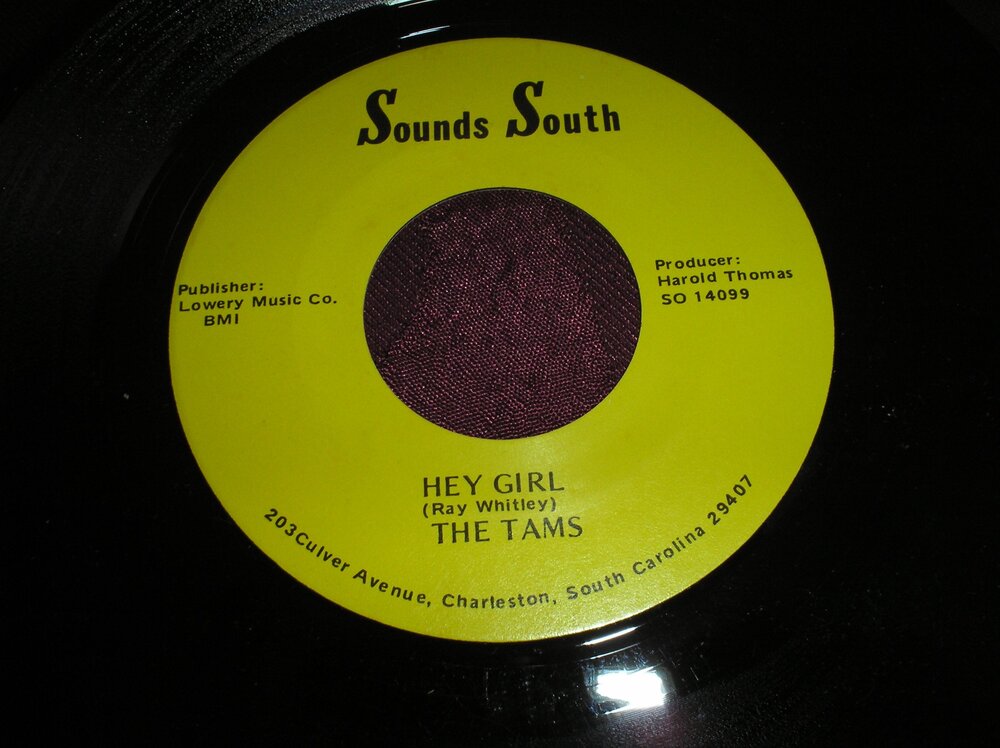 Sounds South
Publisher:
Lowery Music Co.
BMI
Producer:
Harold Thomas
SO 14099
HEY GIRL
(Ray Whitley)
THE TAMS
203Culver Avenue, Charleston, South Carolina 29407